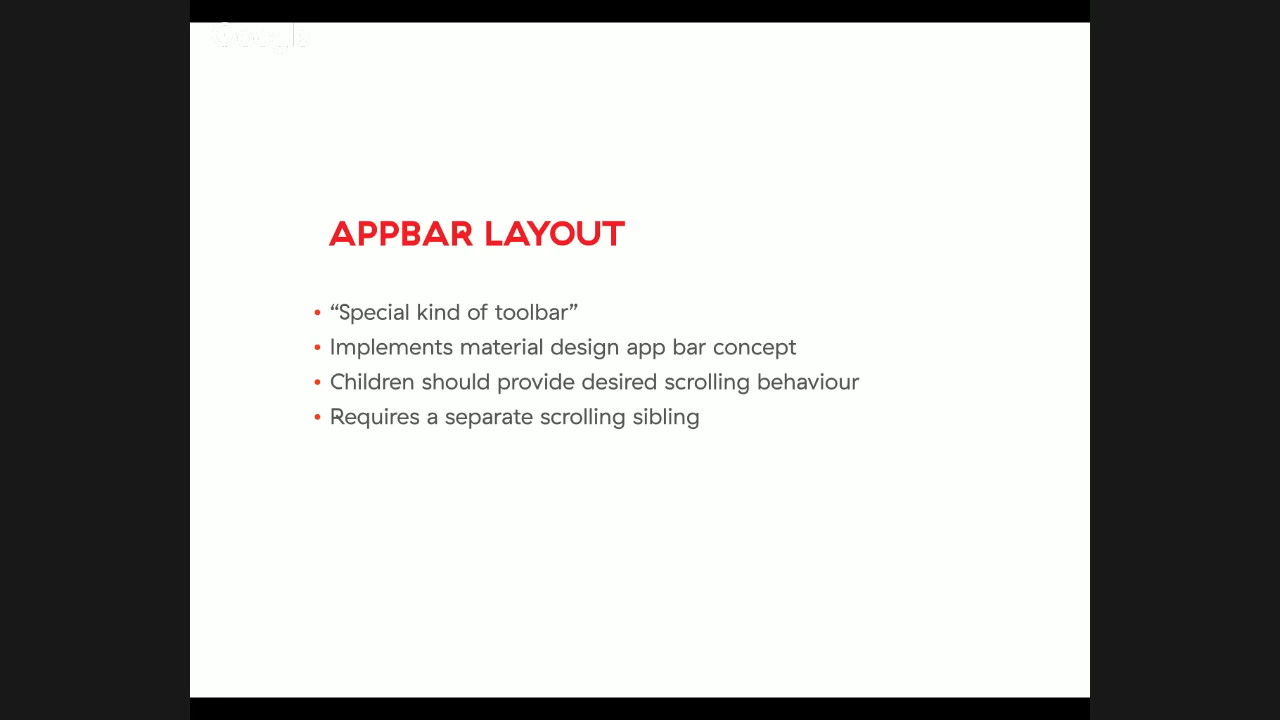 Google
APPBAR LAYOUT
• “Special kind of toolbar”
• Implements material design app bar concept
• Children should provide desired scrolling behaviour
• Requires a separate scrolling sibling